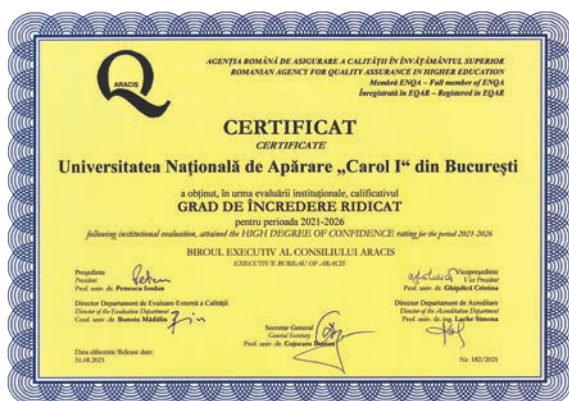 ARACIS
AGENȚIA ROMÂNĂ DE ASIGURARE A CALITĂȚII ÎN ÎNVĂȚĂMÂNTUL SUPERIOR
ROMANIAN AGENCY FOR QUALITY ASSURANCE IN HIGHER EDUCATION
Membră ENQA – Full member of ENQA
Înregistrată în EQAR – Registered in EQAR
CERTIFICAT
CERTIFICATE
Universitatea Națională de Apărare „Carol I“ din București
a obținut, în urma evaluării instituționale, calificativul
GRAD DE ÎNCREDERE RIDICAT
pentru perioada 2021-2026
following institutional evaluation, attained the HIGH DEGREE OF CONFIDENCE rating for the period 2021-2026
BIROUL EXECUTIV AL CONSILIULUI ARACIS
EXECUTIVE BUREAU OF ARACIS
Președinte
President
Prof. univ. dr. Petrescu Iordan
Vicepreședinte
Vice President
Prof. univ. dr. Ghițulică Cristina
Director Departament de Evaluare Externă a Calității
Director of the Evaluation Department
Conf. univ. dr. Bunoiu Mădălin
Director Departament de Acreditare
Director of the Acreditation Department
Prof. univ. dr. ing. Lache Simona
Secretar General
General Secretary
Prof. univ. dr. Cojocaru
Data eliberării/Release date:
31.08.2021
Nr. 182/2021